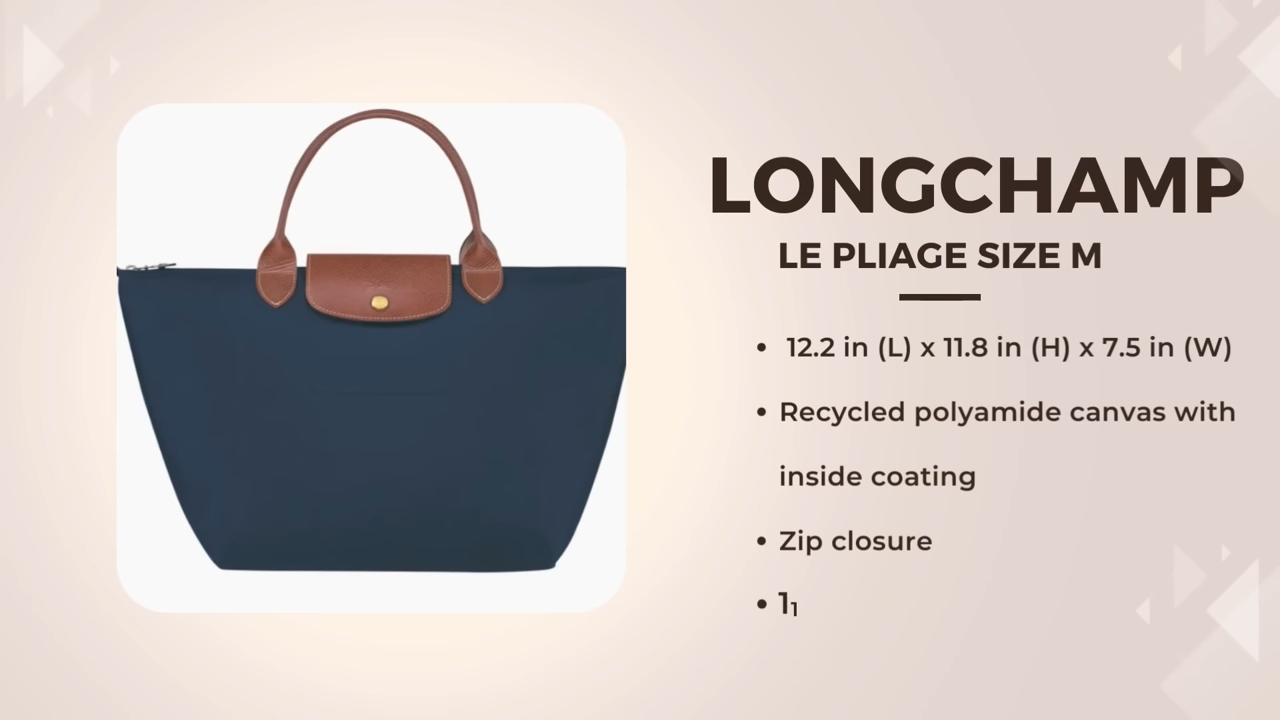 LONGCHAMP
LE PLIAGE SIZE M
• 12.2 in (L) x 11.8 in (H) x 7.5 in (W)
• Recycled polyamide canvas with
inside coating
• Zip closure
• 11